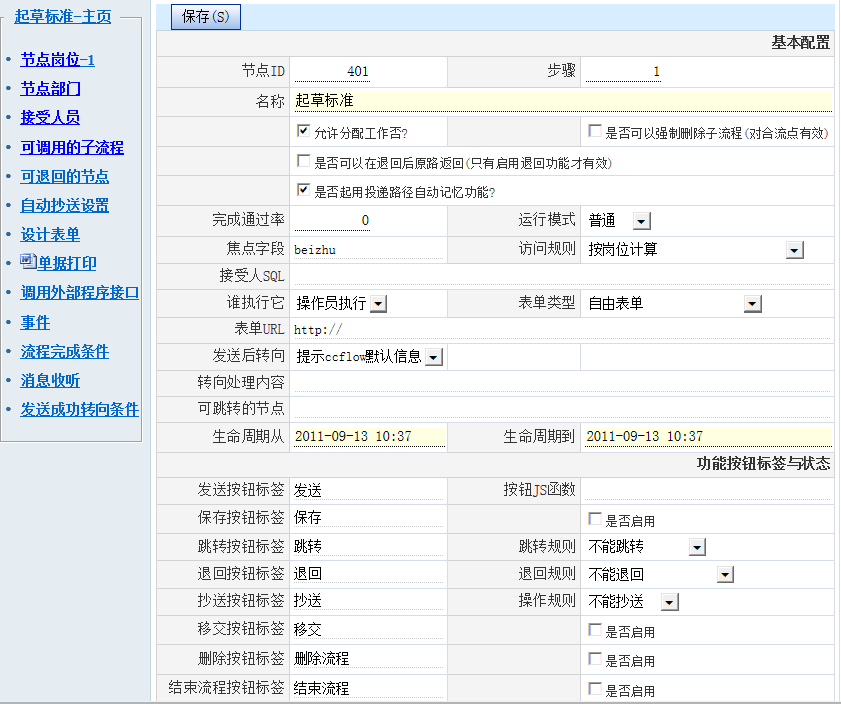 起草标准-主页
节点岗位-1
节点部门
接受人员
可调用的子流程
可退回的节点
自动抄送设置
设计表单
单据打印
调用外部程序接口
事件
流程完成条件
消息收听
发送成功转向条件
保存(S)
基本配置
节点ID 401 步骤 1
名称 起草标准
允许分配工作否? 是否可以强制删除子流程(对合流点有效)
是否可以在退回后原路返回(只有启用退回功能才有效)
是否起用投递路径自动记忆功能?
完成通过率 0 运行模式 普通
焦点字段 beizhu 访问规则 按岗位计算
接受人SQL
谁执行它 操作员执行 表单类型 自由表单
表单URL http://
发送后转向 提示ccflow默认信息
转向处理内容
可跳转的节点
生命周期从 2011-09-13 10:37 生命周期到 2011-09-13 10:37
功能按钮标签与状态
发送按钮标签 发送 按钮JS函数
保存按钮标签 保存 是否启用
跳转按钮标签 跳转 跳转规则 不能跳转
退回按钮标签 退回 退回规则 不能退回
抄送按钮标签 抄送 操作规则 不能抄送
移交按钮标签 移交 是否启用
删除按钮标签 删除流程 是否启用
结束流程按钮标签 结束流程 是否启用